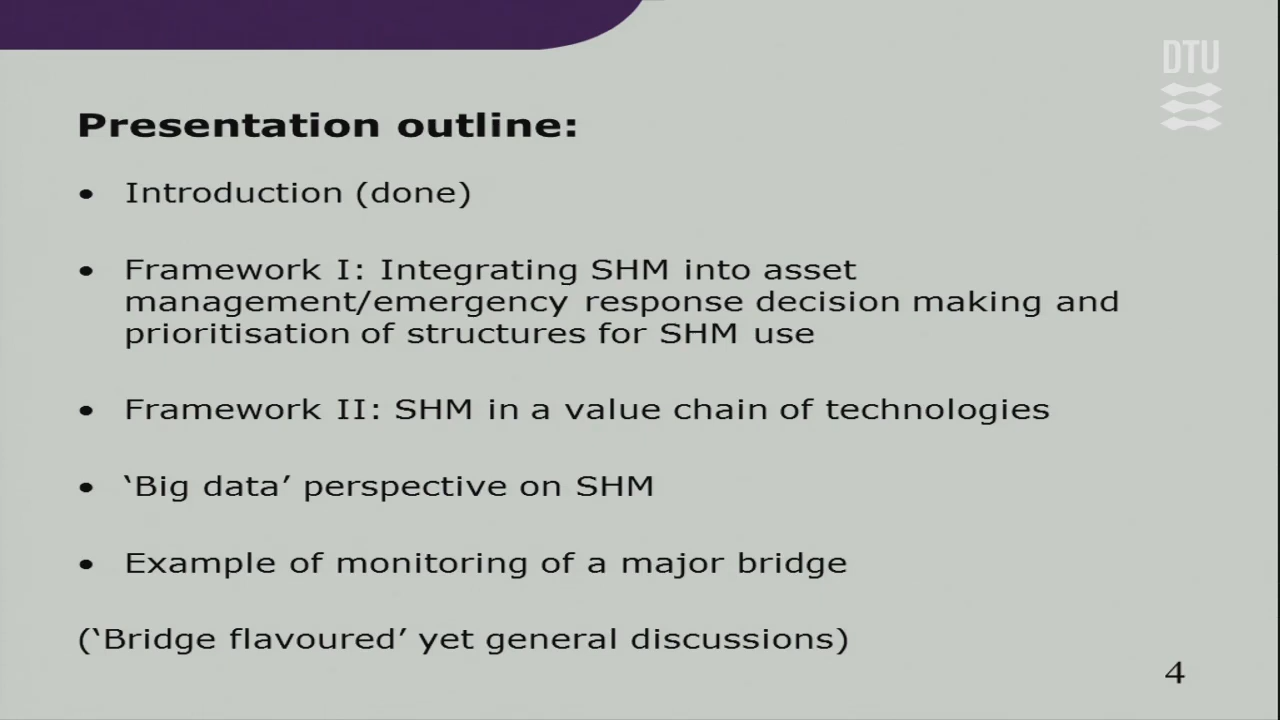 DTU
Presentation outline:
• Introduction (done)
• Framework I: Integrating SHM into asset
management/emergency response decision making and
prioritisation of structures for SHM use
• Framework II: SHM in a value chain of technologies
• ‘Big data’ perspective on SHM
• Example of monitoring of a major bridge
(‘Bridge flavoured’ yet general discussions)
4